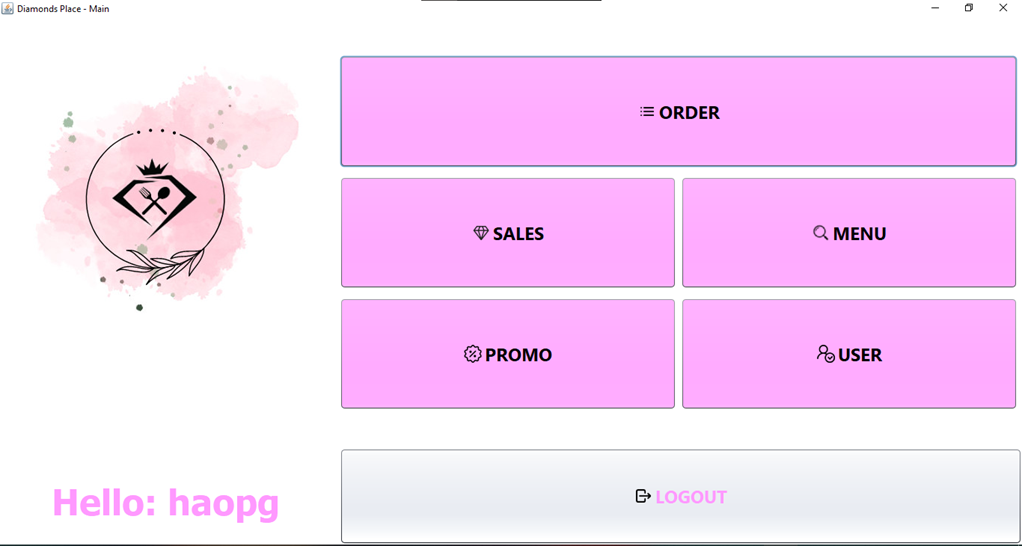 Diamonds Place - Main
ORDER
SALES
MENU
PROMO
USER
Hello: haopg
LOGOUT